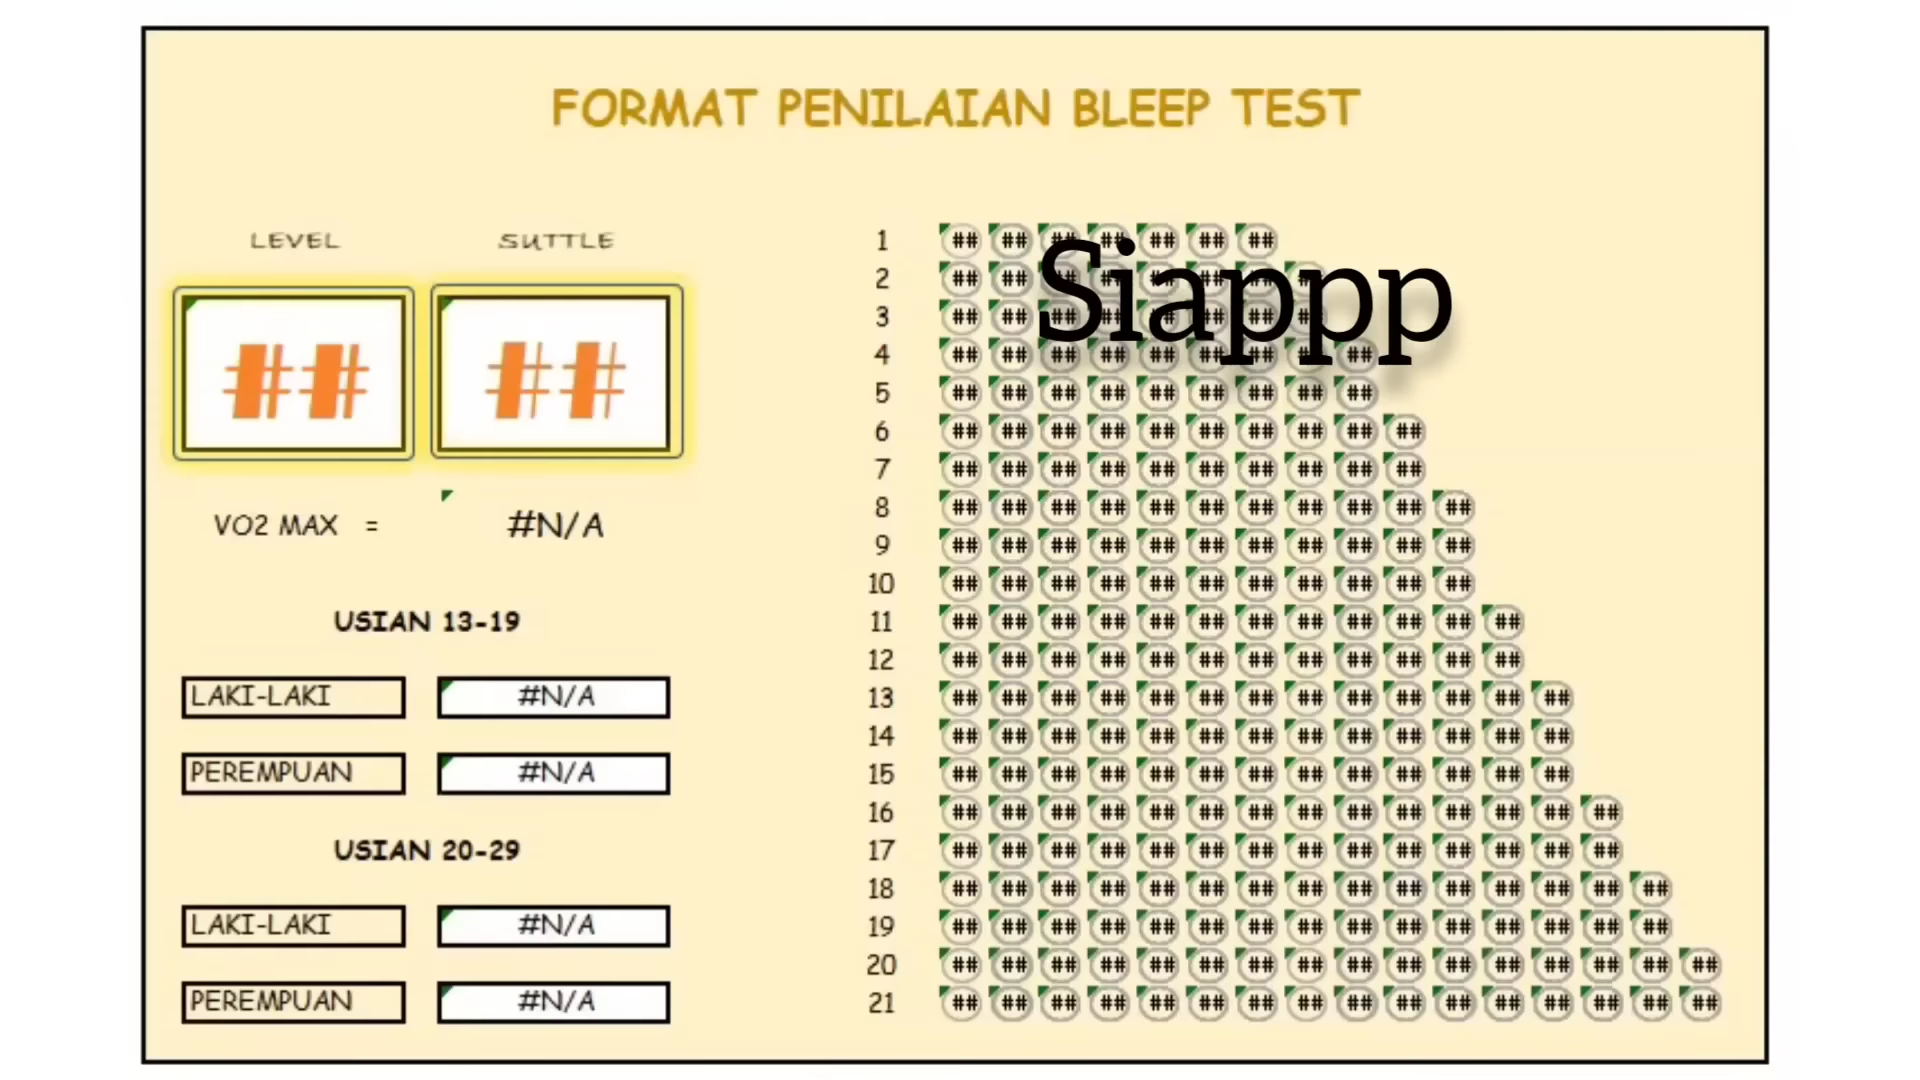 FORMAT PENILAIAN BLEEP TEST
LEVEL SUTTLE
## ##
VO2 MAX = #N/A
USIAN 13-19
LAKI-LAKI #N/A
PEREMPUAN #N/A
USIAN 20-29
LAKI-LAKI #N/A
PEREMPUAN #N/A
Siappp
1 ## ## ## ## ## ## ##
2 ## ## ## ## ## ## ## ##
3 ## ## ## ## ## ## ## ##
4 ## ## ## ## ## ## ## ## ##
5 ## ## ## ## ## ## ## ## ##
6 ## ## ## ## ## ## ## ## ## ##
7 ## ## ## ## ## ## ## ## ## ##
8 ## ## ## ## ## ## ## ## ## ## ##
9 ## ## ## ## ## ## ## ## ## ## ##
10 ## ## ## ## ## ## ## ## ## ## ##
11 ## ## ## ## ## ## ## ## ## ## ## ##
12 ## ## ## ## ## ## ## ## ## ## ## ##
13 ## ## ## ## ## ## ## ## ## ## ## ## ##
14 ## ## ## ## ## ## ## ## ## ## ## ## ##
15 ## ## ## ## ## ## ## ## ## ## ## ## ##
16 ## ## ## ## ## ## ## ## ## ## ## ## ## ##
17 ## ## ## ## ## ## ## ## ## ## ## ## ## ##
18 ## ## ## ## ## ## ## ## ## ## ## ## ## ## ##
19 ## ## ## ## ## ## ## ## ## ## ## ## ## ## ##
20 ## ## ## ## ## ## ## ## ## ## ## ## ## ## ## ##
21 ## ## ## ## ## ## ## ## ## ## ## ## ## ## ## ##